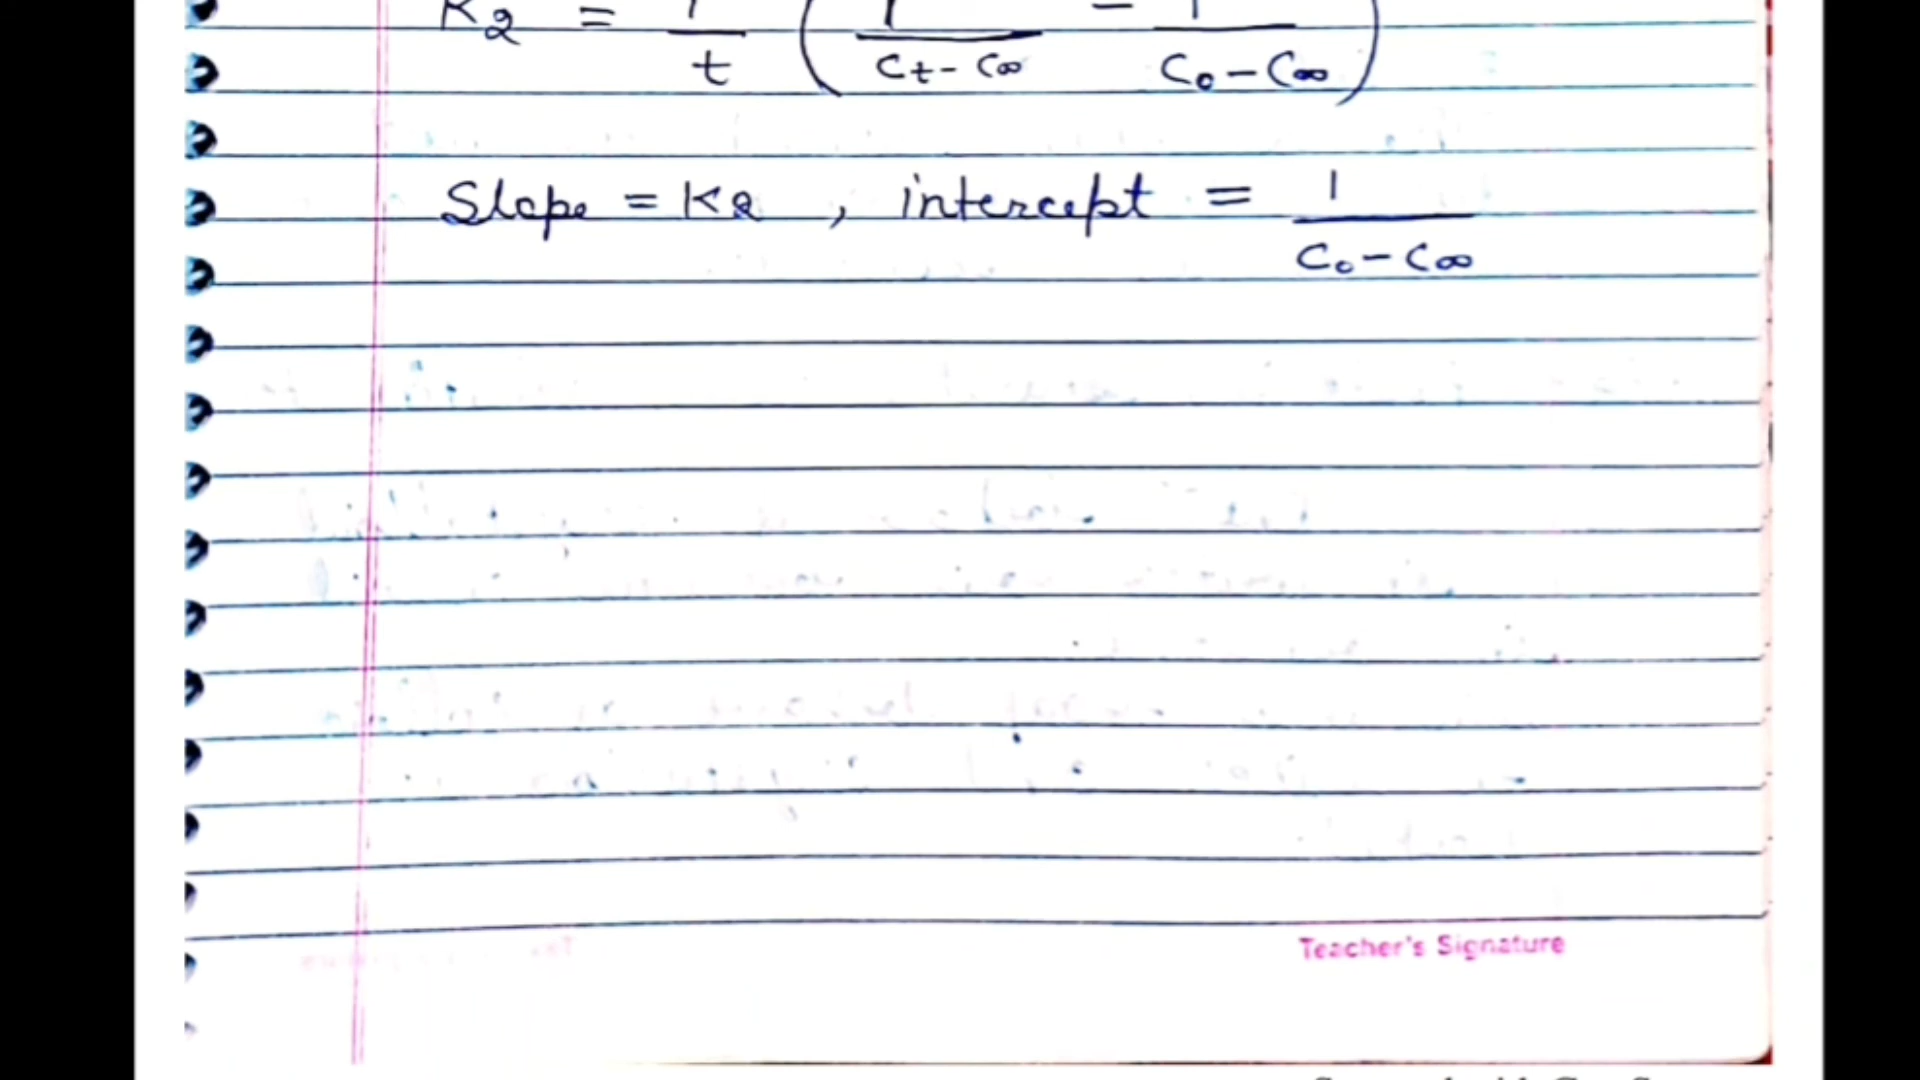 K2 = 1/t ( 1/(Ct-C∞) - 1/(C0-C∞) )
Slope = K2 , intercept = 1/(C0-C∞)
Teacher's Signature